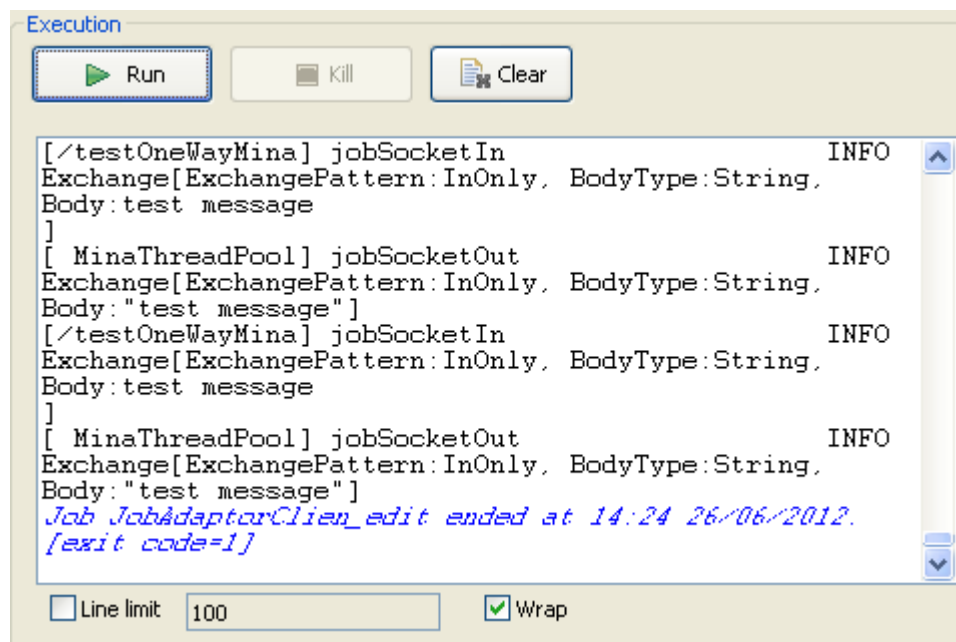 Execution
Run Kill Clear
[/testOneWayMina] jobSocketIn INFO
Exchange[ExchangePattern:InOnly, BodyType:String,
Body:test message
]
[ MinaThreadPool] jobSocketOut INFO
Exchange[ExchangePattern:InOnly, BodyType:String,
Body:"test message"]
[/testOneWayMina] jobSocketIn INFO
Exchange[ExchangePattern:InOnly, BodyType:String,
Body:test message
]
[ MinaThreadPool] jobSocketOut INFO
Exchange[ExchangePattern:InOnly, BodyType:String,
Body:"test message"]
Job JobAdaptorClien_edit ended at 14:24 26/06/2012.
[exit code=1]
Line limit 100 Wrap